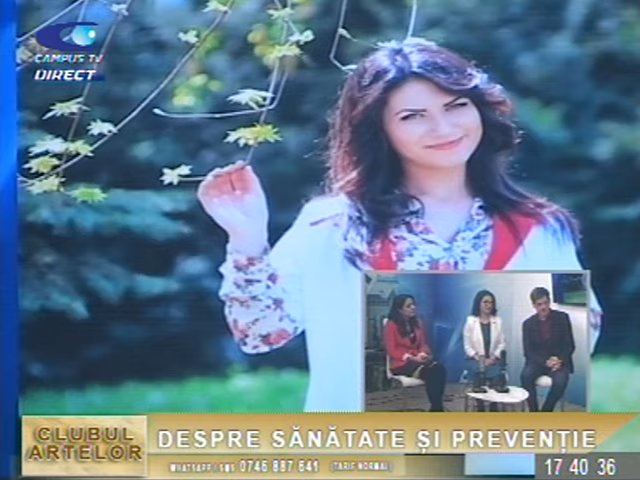 CAMPUS TV
DIRECT
CLUBUL
ARTELOR
DESPRE SĂNĂTATE ȘI PREVENȚIE
WHATSAPP / SMS 0746 887 641 (TARIF NORMAL)
17 40 36